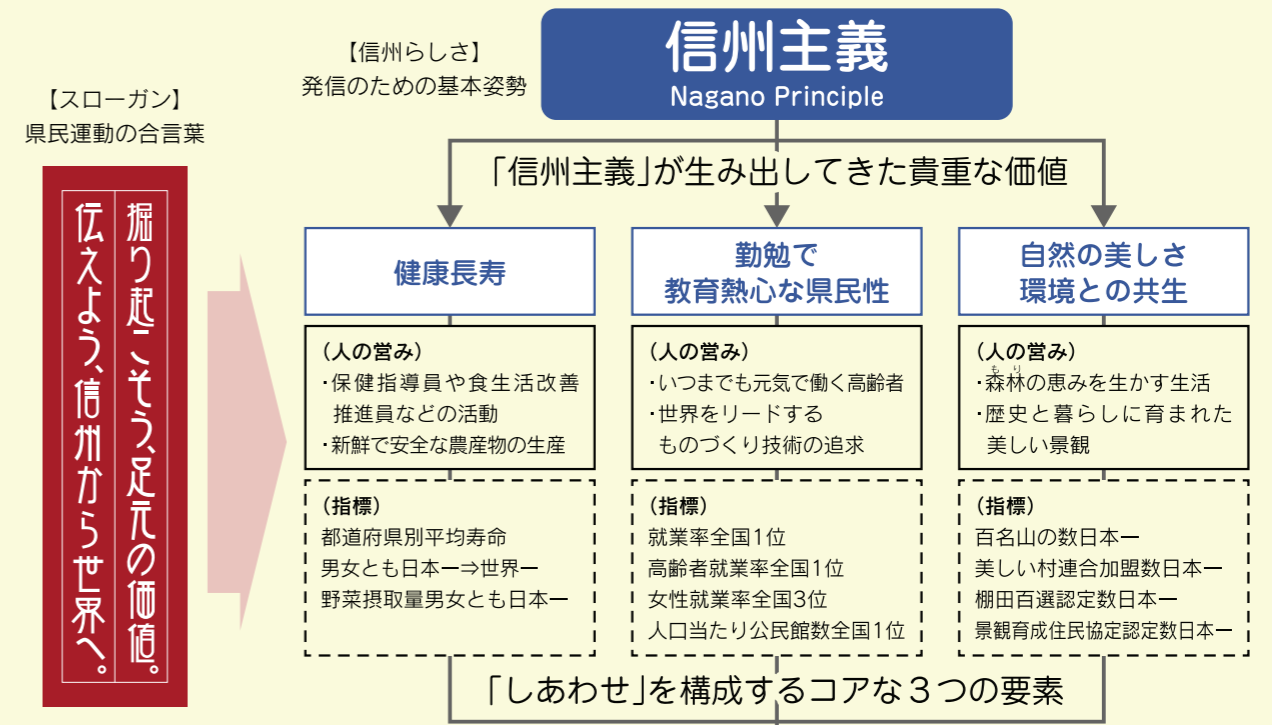 【スローガン】
県民運動の合言葉
掘り起こそう、足元の価値。
伝えよう、信州から世界へ。
【信州らしさ】
発信のための基本姿勢
信州主義
Nagano Principle
「信州主義」が生み出してきた貴重な価値
健康長寿
(人の営み)
・保健指導員や食生活改善
推進員などの活動
・新鮮で安全な農産物の生産
(指標)
都道府県別平均寿命
男女とも日本一⇒世界一
野菜摂取量男女とも日本一
勤勉で
教育熱心な県民性
(人の営み)
・いつまでも元気で働く高齢者
・世界をリードする
ものづくり技術の追求
(指標)
就業率全国1位
高齢者就業率全国1位
女性就業率全国3位
人口当たり公民館数全国1位
自然の美しさ
環境との共生
(人の営み)
もり
・森林の恵みを生かす生活
・歴史と暮らしに育まれた
美しい景観
(指標)
百名山の数日本一
美しい村連合加盟数日本一
棚田百選認定数日本一
景観育成住民協定認定数日本一
「しあわせ」を構成するコアな3つの要素